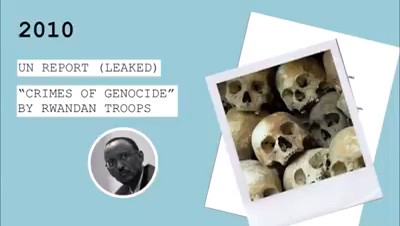 2010
UN REPORT (LEAKED)
“CRIMES OF GENOCIDE”
BY RWANDAN TROOPS